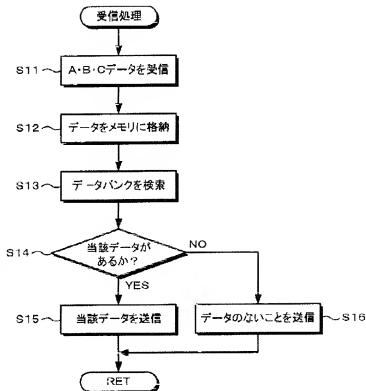 受信処理
S11
A・B・Cデータを受信
S12
データをメモリに格納
S13
データバンクを検索
S14
当該データが
あるか？
NO
YES
S15
当該データを送信
データのないことを送信
S16
RET